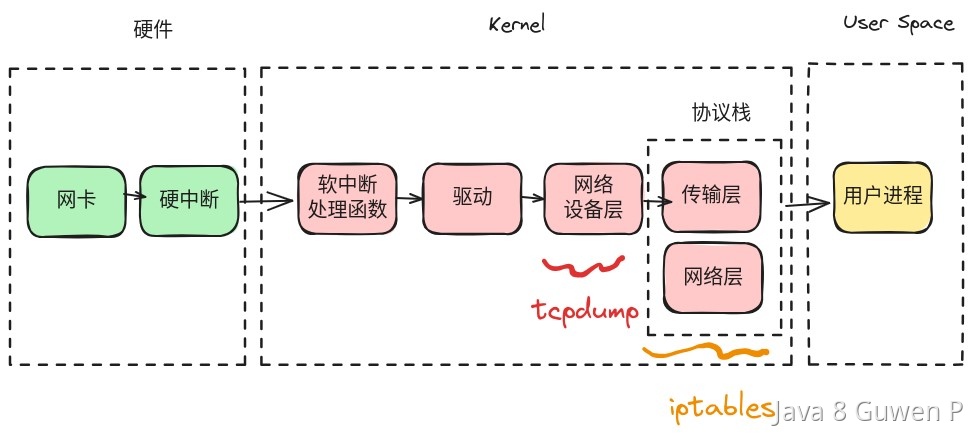 硬件
Kernel
User Space
协议栈
网卡
硬中断
软中断
处理函数
驱动
网络
设备层
传输层
用户进程
网络层
tcpdump
iptables
Java 8 Guwen P